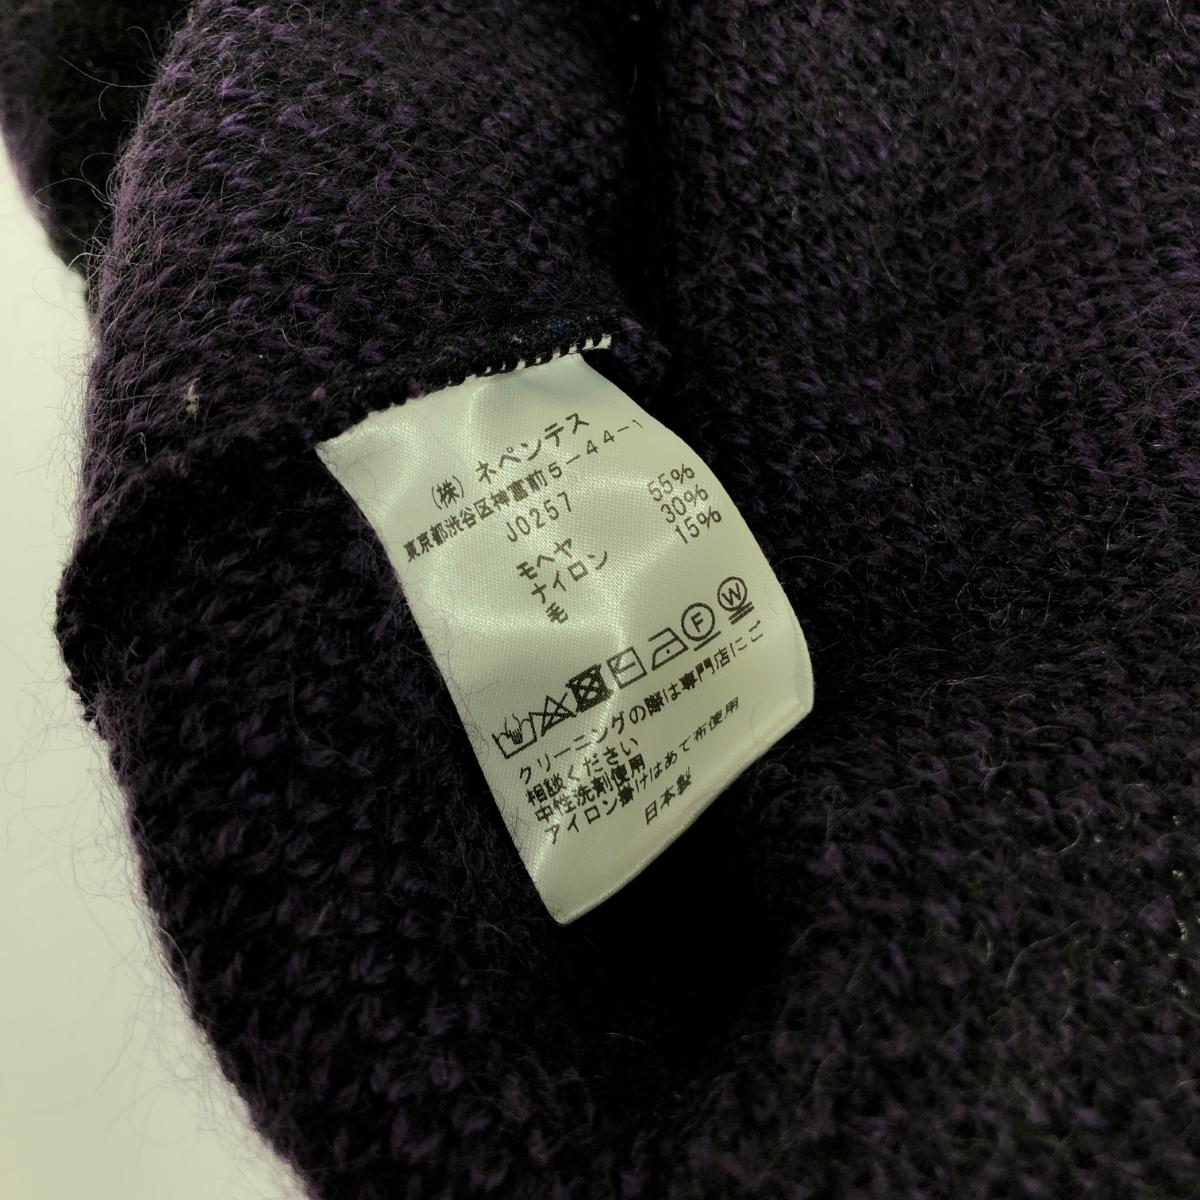 (株) ネペンテス
東京都渋谷区神宮前5-44-1
J0257
モヘヤ 55%
ナイロン 30%
毛 15%
F W
クリーニングの際は専門店にご
相談ください
中性洗剤使用
アイロン掛けはあて布使用
日本製